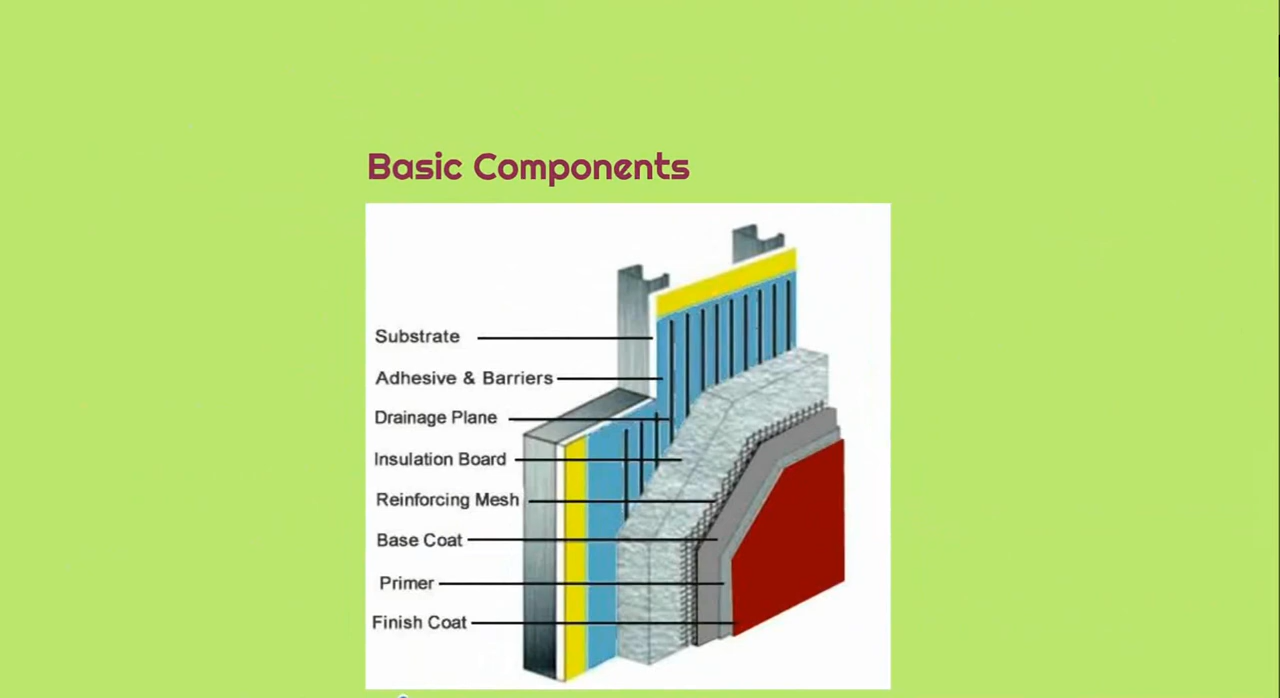 Basic Components
Substrate
Adhesive & Barriers
Drainage Plane
Insulation Board
Reinforcing Mesh
Base Coat
Primer
Finish Coat